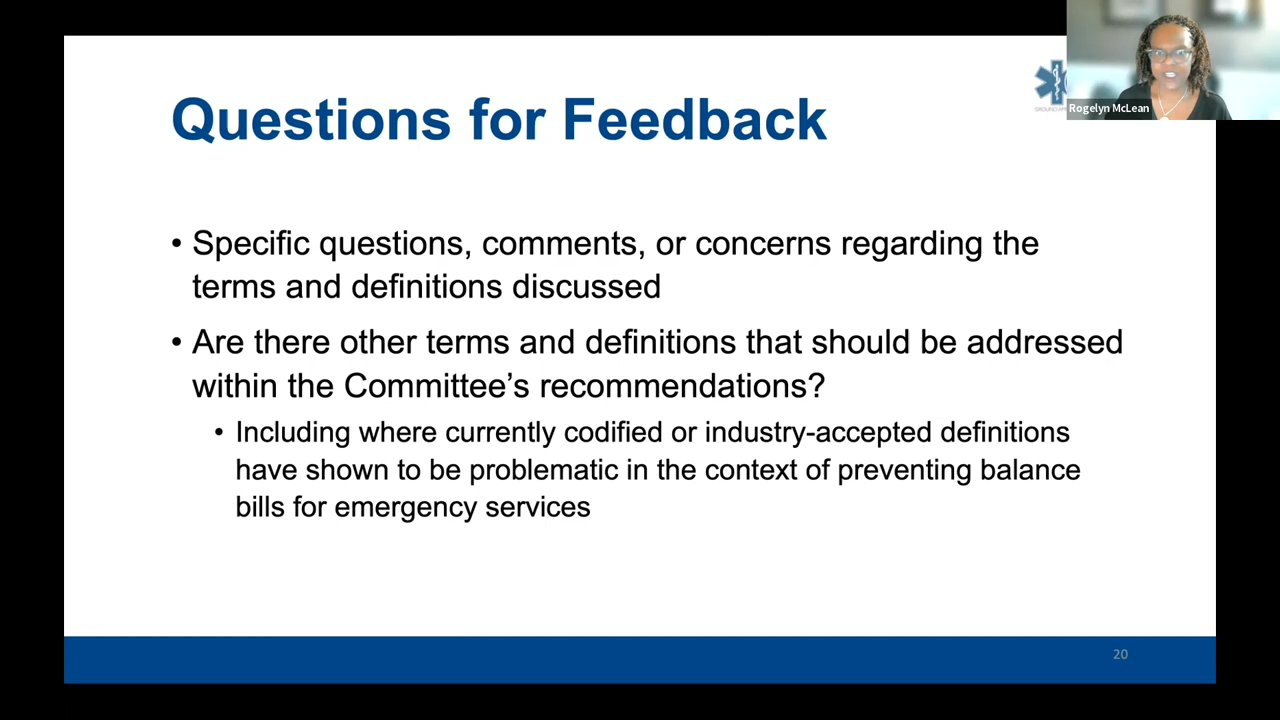 Questions for Feedback
Rogelyn McLean
• Specific questions, comments, or concerns regarding the
terms and definitions discussed
• Are there other terms and definitions that should be addressed
within the Committee’s recommendations?
• Including where currently codified or industry-accepted definitions
have shown to be problematic in the context of preventing balance
bills for emergency services
20